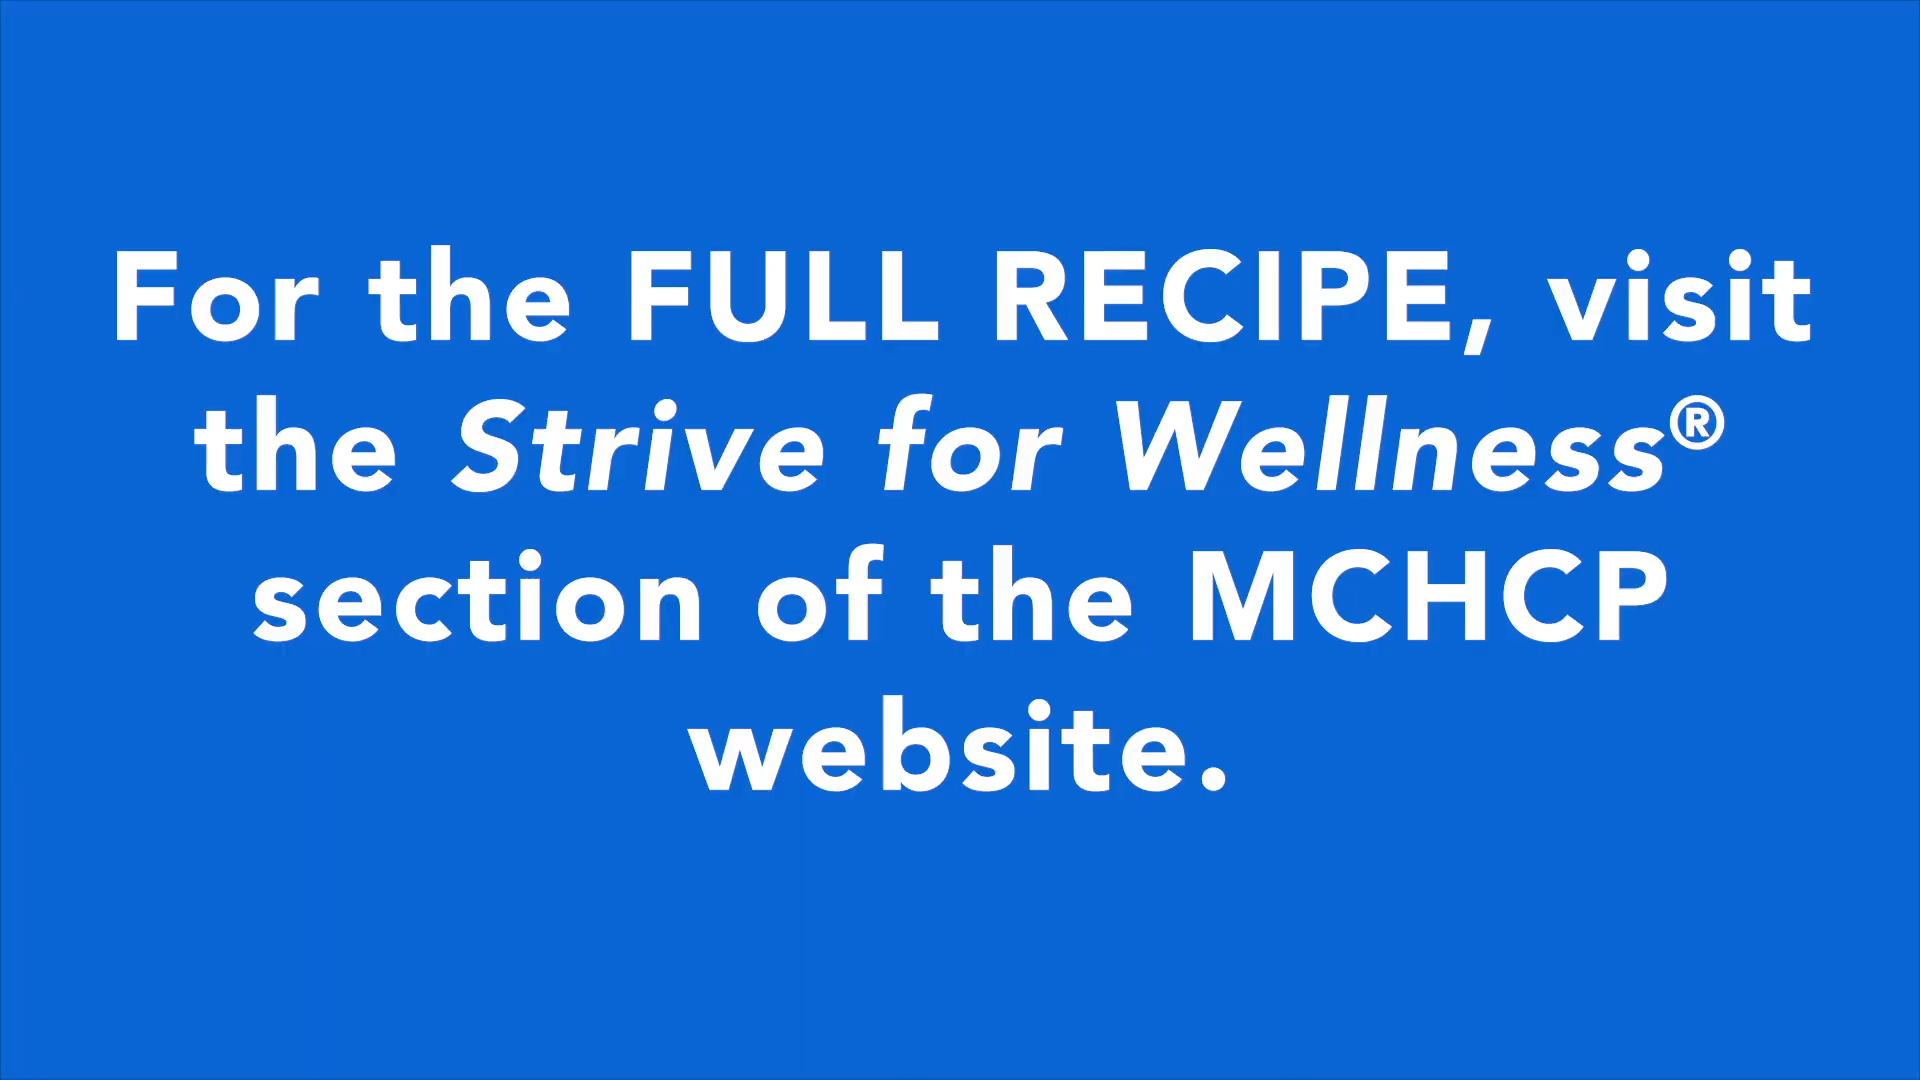 For the FULL RECIPE, visit
the Strive for Wellness®
section of the MCHCP
website.